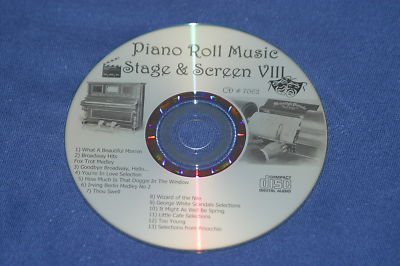 Piano Roll Music
Stage & Screen VIII
CD # 7062
1) What A Beautiful Mornin'
2) Broadway Hits
Fox Trot Medley
3) Goodbye Broadway, Hello...
4) You're In Love Selection
5) How Much Is That Doggie In The Window
6) Irving Berlin Medley No 2
7) Thou Swell
8) Wizard of the Nile
9) George White Scandals Selections
10) It Might As Well Be Spring
11) Little Cafe Selections
12) Too Young
13) Selections from Pinocchio
COMPACT
disc
DIGITAL AUDIO